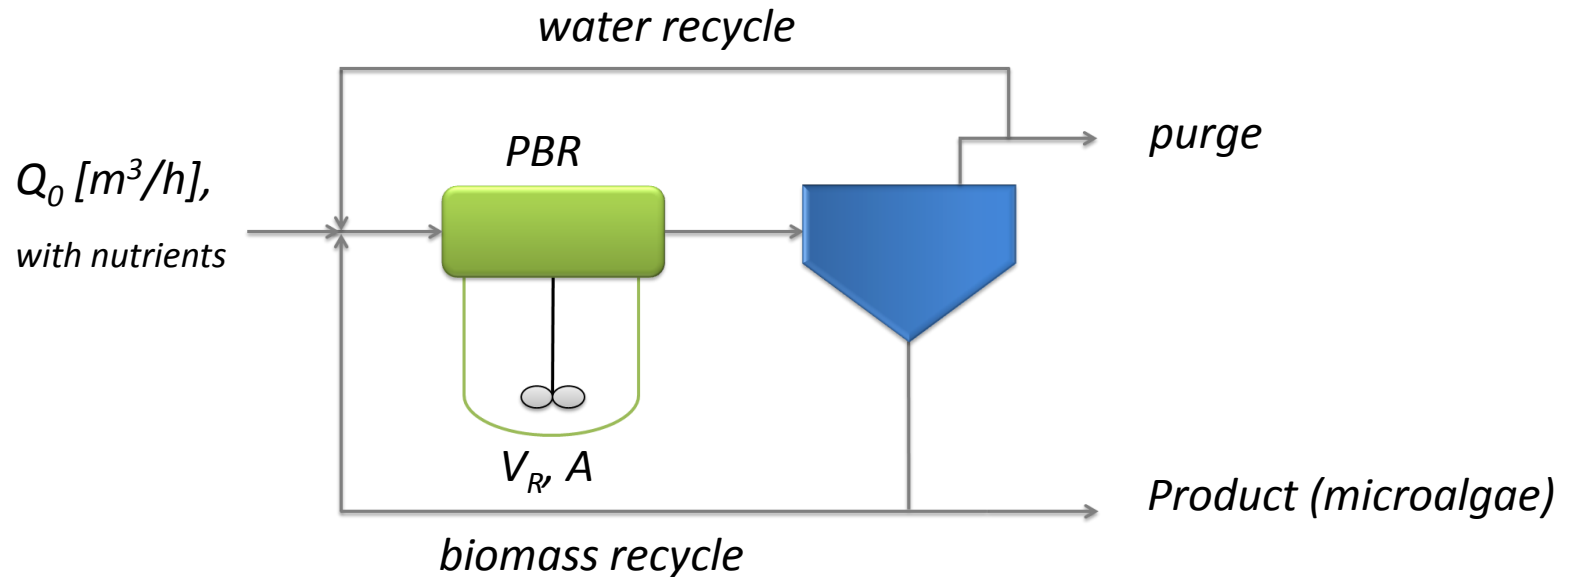 water recycle
purge
PBR
Q0 [m³/h],
with nutrients
VR, A
Product (microalgae)
biomass recycle